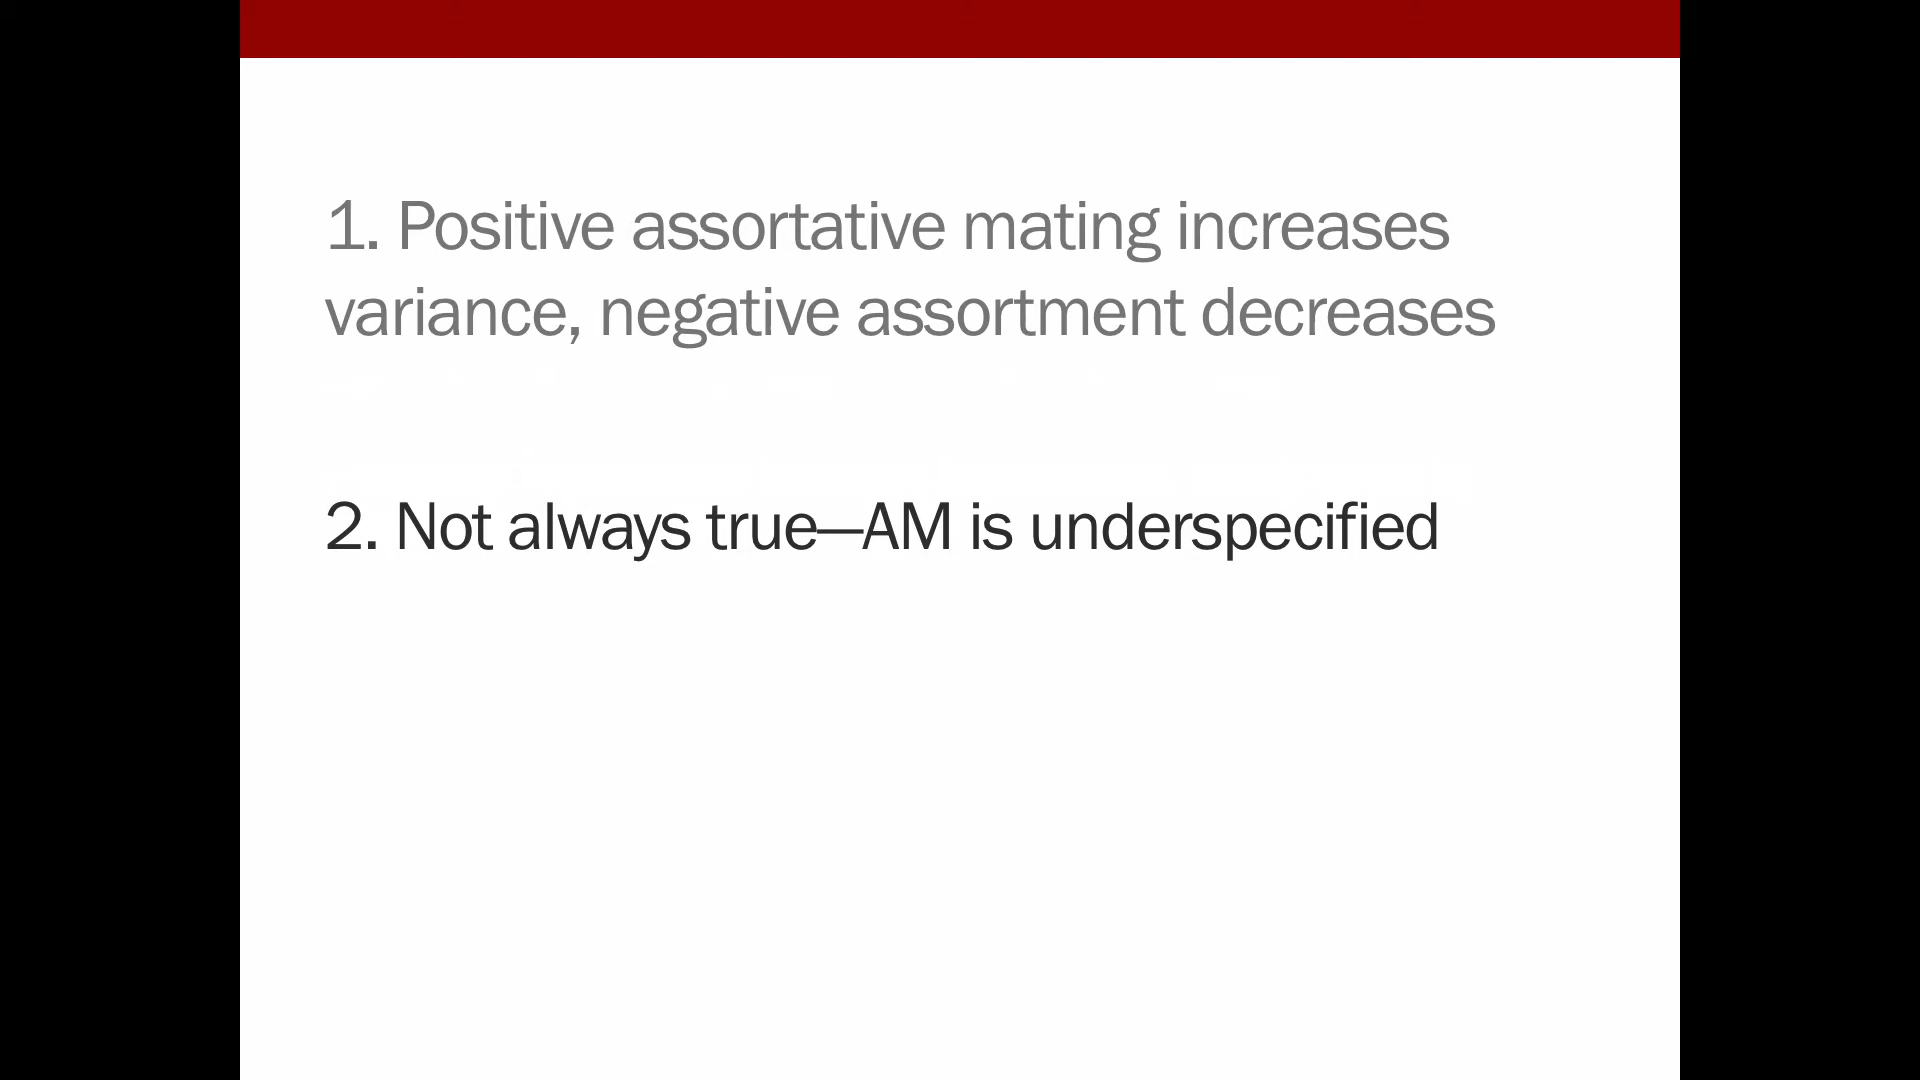 1. Positive assortative mating increases
variance, negative assortment decreases
2. Not always true—AM is underspecified